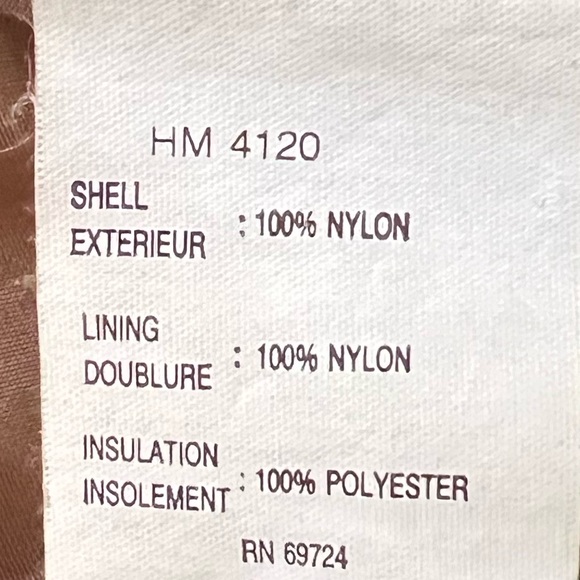 HM 4120
SHELL
EXTERIEUR : 100% NYLON
LINING
DOUBLURE : 100% NYLON
INSULATION
INSOLEMENT : 100% POLYESTER
RN 69724